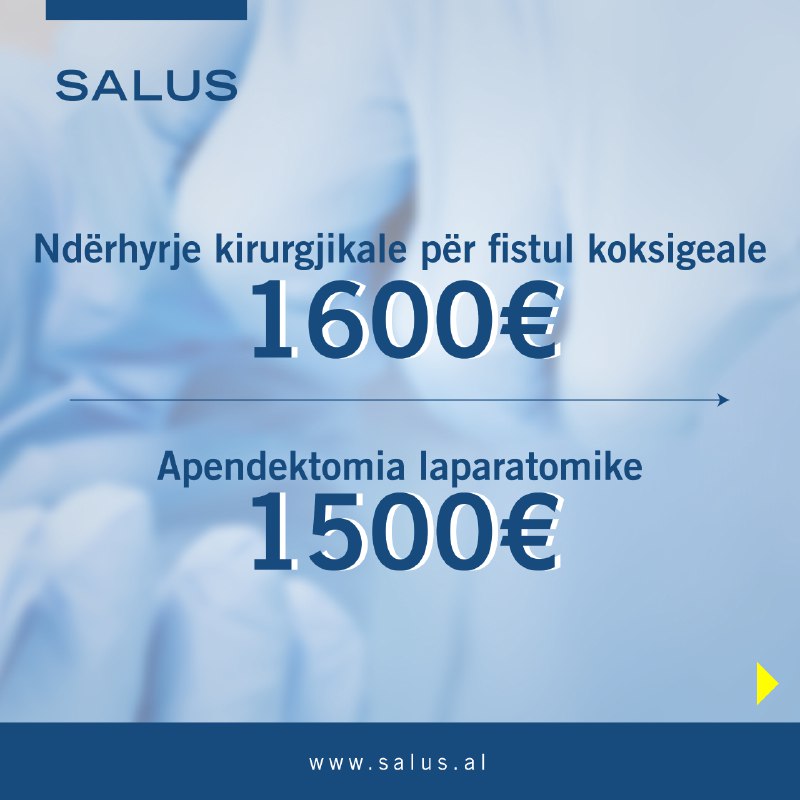 SALUS
Ndërhyrje kirurgjikale për fistul koksigeale
1600€
Apendektomia laparatomike
1500€
www.salus.al